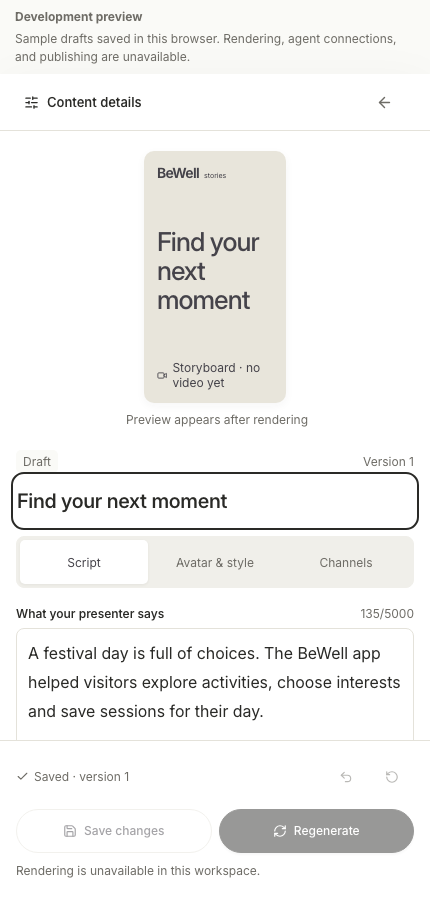 Development preview
Sample drafts saved in this browser. Rendering, agent connections,
and publishing are unavailable.
Content details
BeWell stories
Find your
next
moment
Storyboard · no
video yet
Preview appears after rendering
Draft
Version 1
Find your next moment
Script
Avatar & style
Channels
What your presenter says
135/5000
A festival day is full of choices. The BeWell app
helped visitors explore activities, choose interests
and save sessions for their day.
Saved · version 1
Save changes
Regenerate
Rendering is unavailable in this workspace.